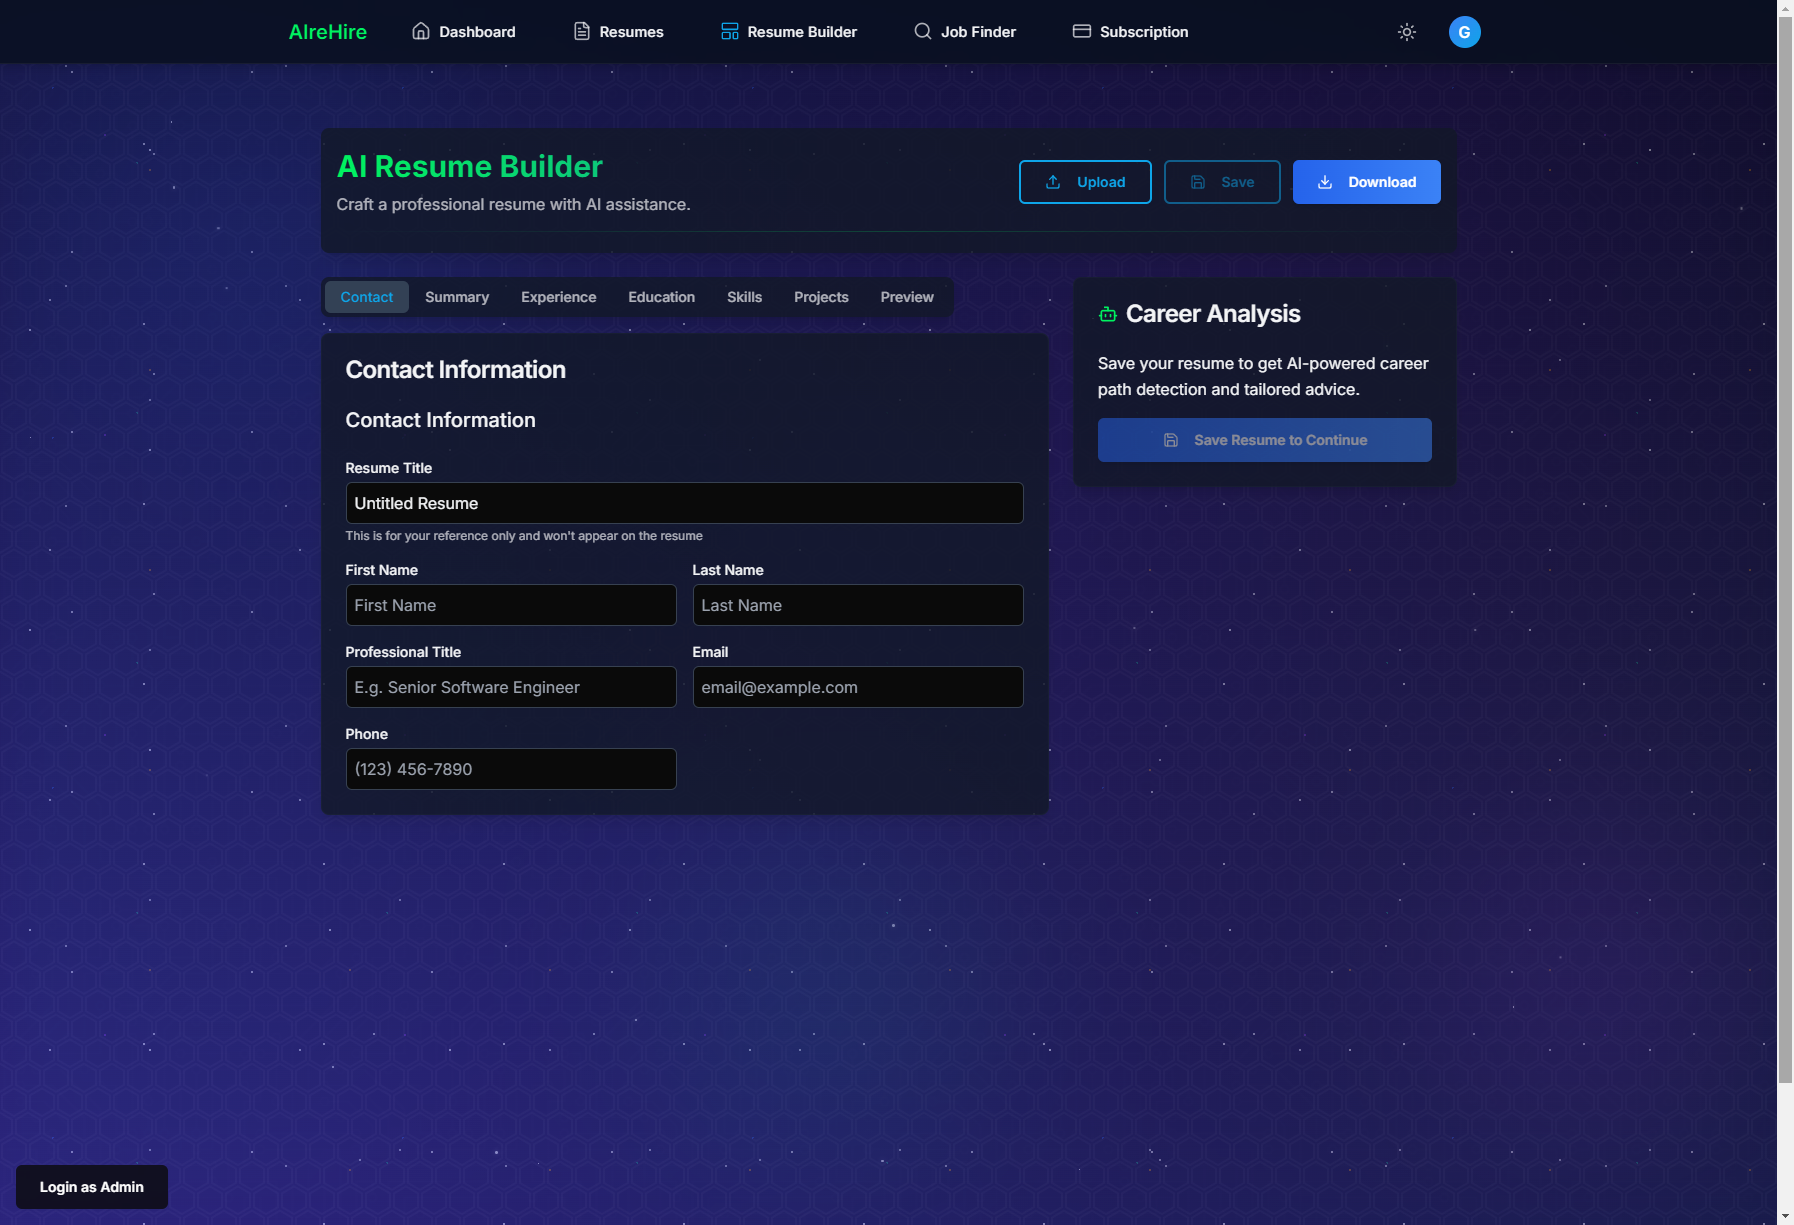 AIreHire
Dashboard
Resumes
Resume Builder
Job Finder
Subscription
G
AI Resume Builder
Craft a professional resume with AI assistance.
Upload
Save
Download
Contact
Summary
Experience
Education
Skills
Projects
Preview
Contact Information
Contact Information
Resume Title
Untitled Resume
This is for your reference only and won't appear on the resume
First Name
Last Name
First Name
Last Name
Professional Title
Email
E.g. Senior Software Engineer
email@example.com
Phone
(123) 456-7890
Career Analysis
Save your resume to get AI-powered career
path detection and tailored advice.
Save Resume to Continue
Login as Admin